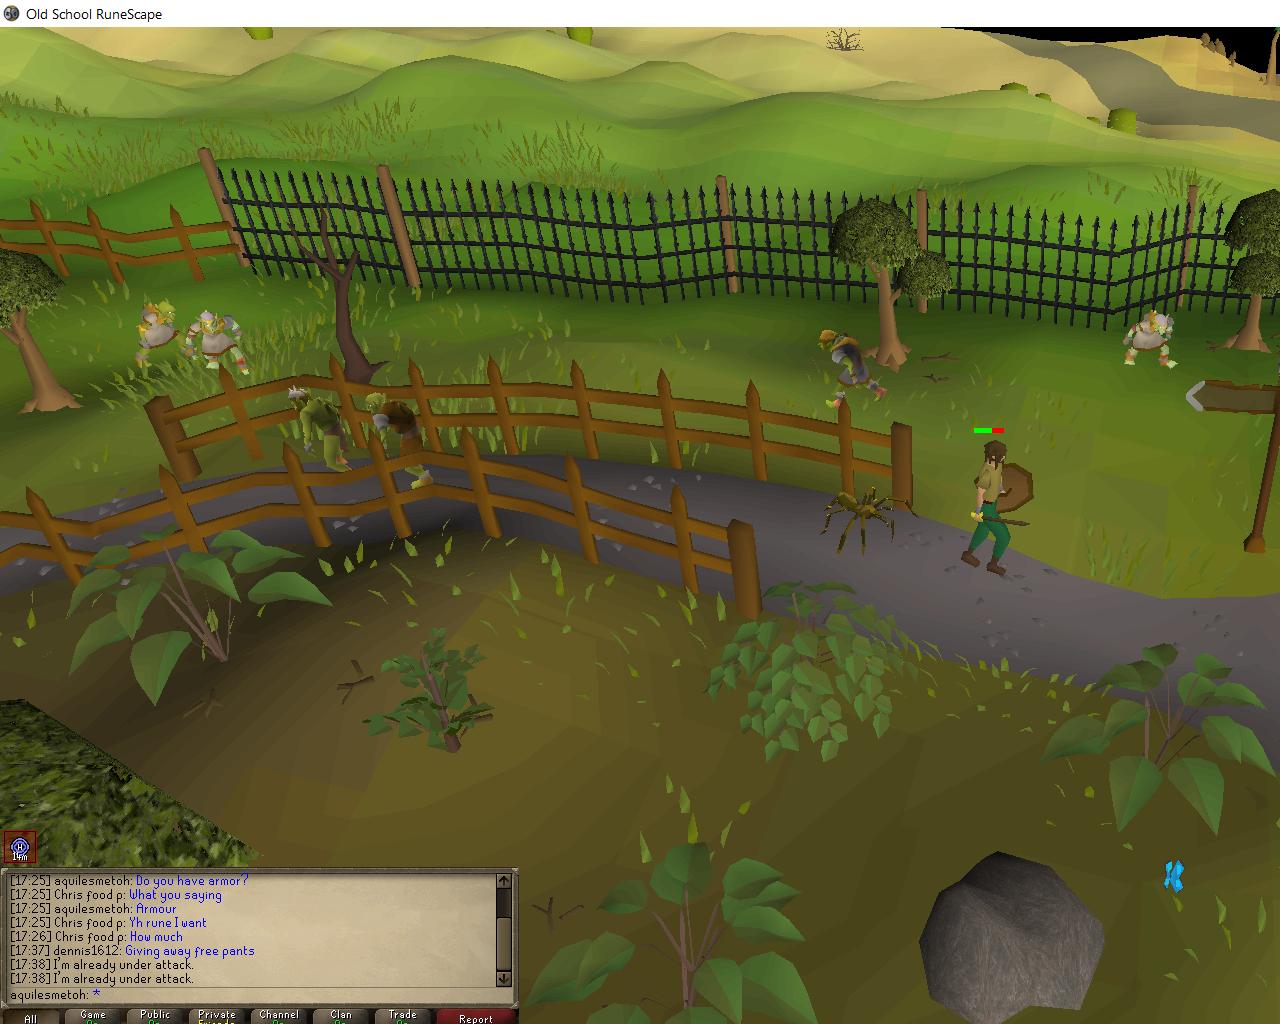 Old School RuneScape
14m
[17:25] aquilesmetoh: Do you have armor?
[17:25] Chris food p: What you saying
[17:25] aquilesmetoh: Armour
[17:25] Chris food p: Yh rune I want
[17:26] Chris food p: How much
[17:37] dennis1612: Giving away free pants
[17:38] I'm already under attack.
[17:38] I'm already under attack.
aquilesmetoh: *
All Game Public Private Channel Clan Trade Report
Friends